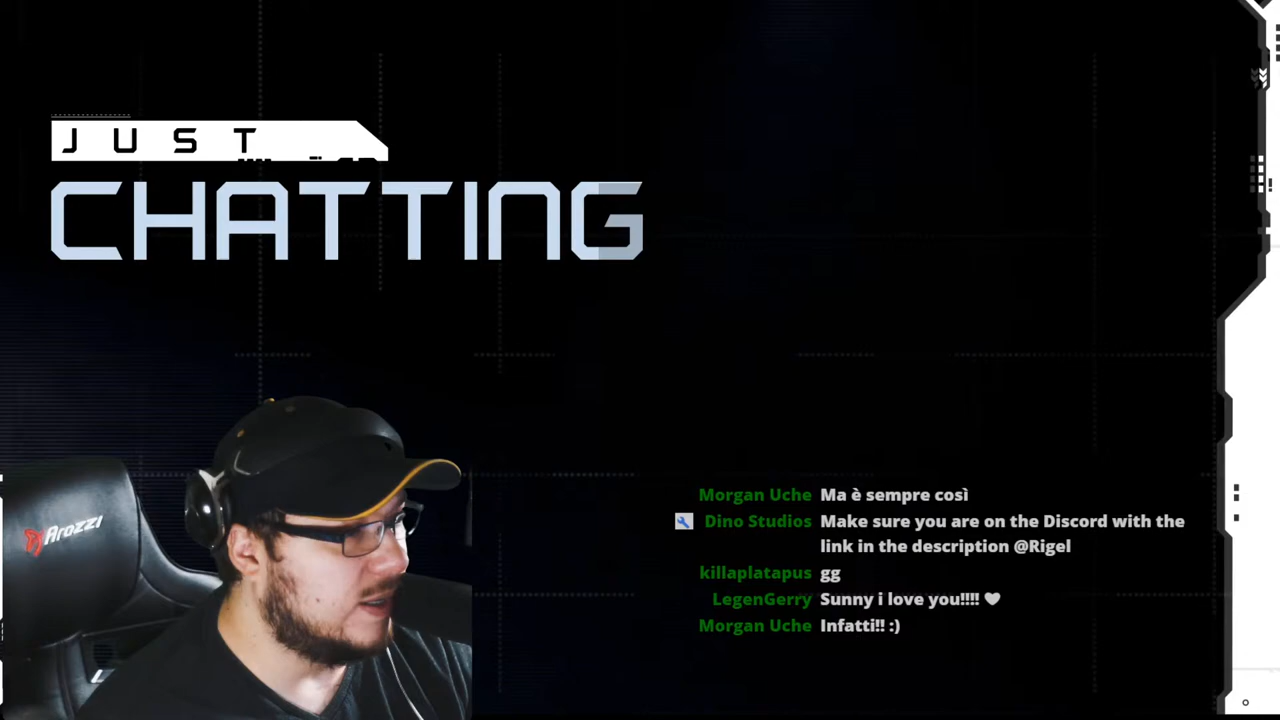 JUST
CHATTING
Arozzi
Morgan Uche Ma è sempre così
Dino Studios Make sure you are on the Discord with the
link in the description @Rigel
killaplatapus gg
LegenGerry Sunny i love you!!!! ❤
Morgan Uche Infatti!! :)